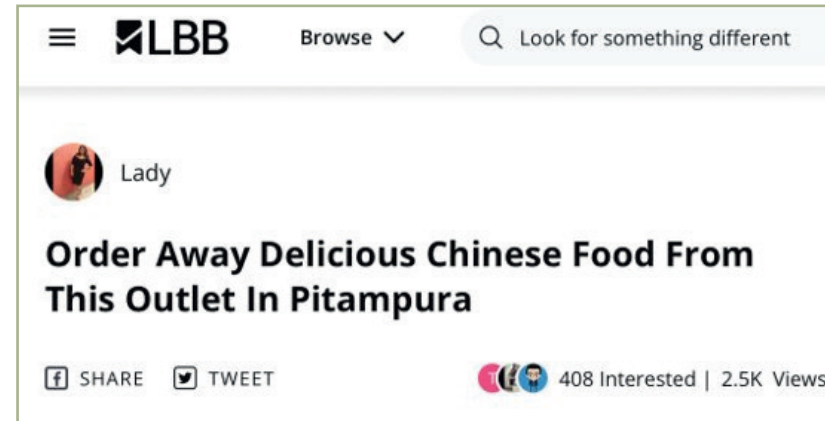 LBB Browse Look for something different
Lady
Order Away Delicious Chinese Food From
This Outlet In Pitampura
f SHARE TWEET T 408 Interested | 2.5K Views